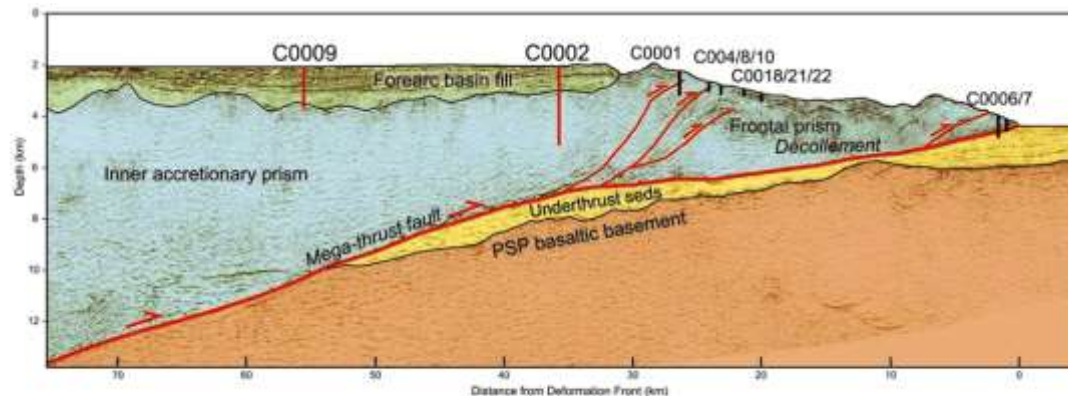 0
C0009
C0002
C0001
C004/8/10
2
C0018/21/22
Forearc basin fill
C0006/7
4
Frontal prism
Décollement
Depth (km)
6
Inner accretionary prism
Underthrust seds
8
Mega-thrust fault
PSP basaltic basement
10
12
70
60
50
40
30
20
10
0
Distance from Deformation Front (km)